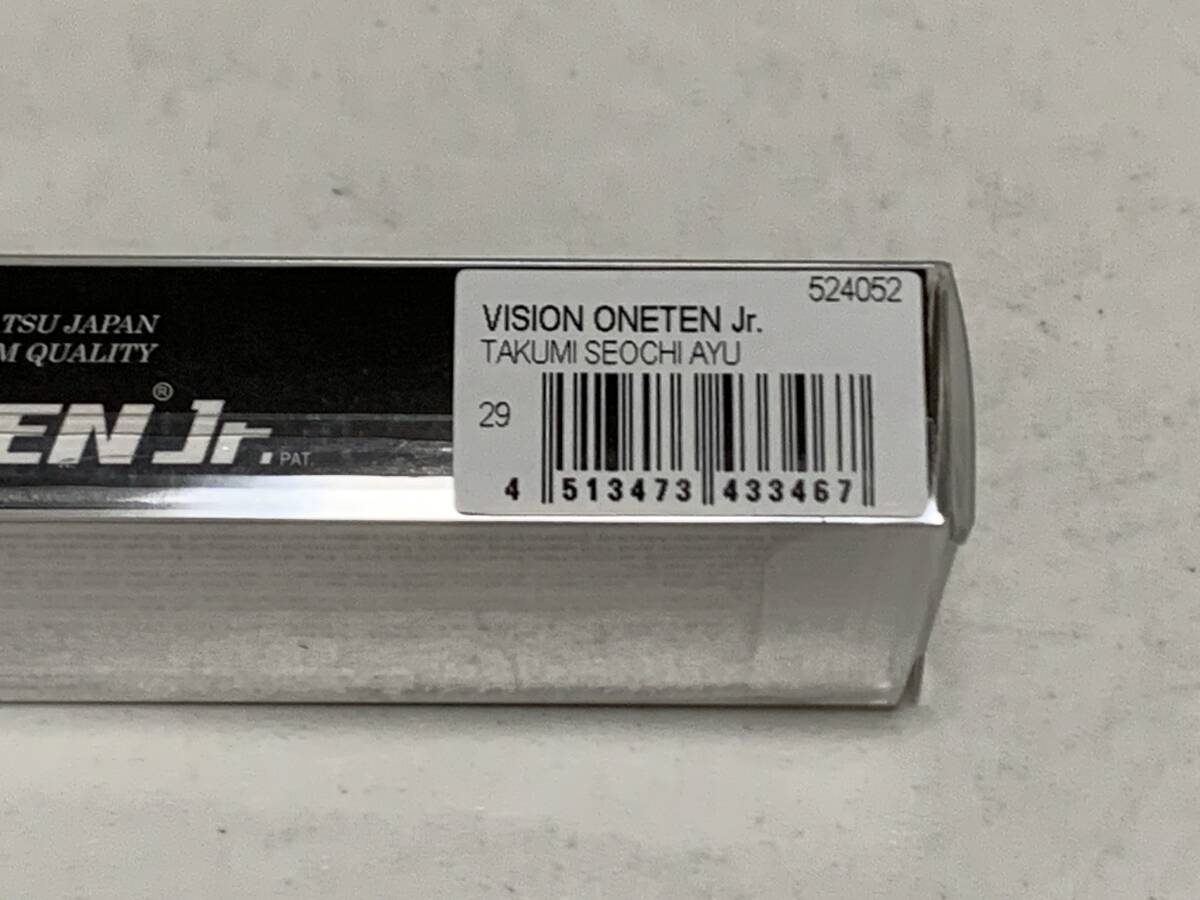 TSU JAPAN
M QUALITY
EN® Jr.
PAT.
524052
VISION ONETEN Jr.
TAKUMI SEOCHI AYU
29
4 513473 433467